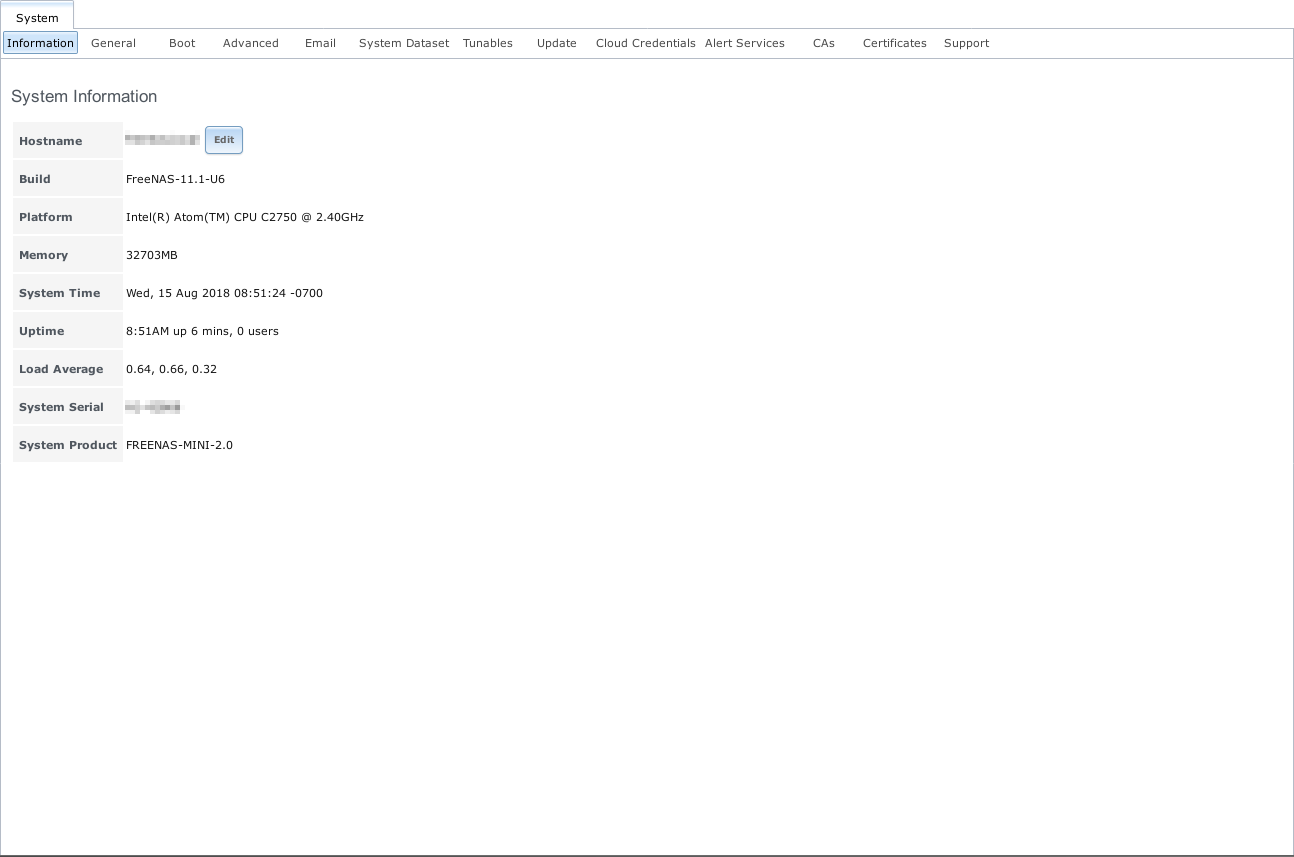 System
Information General Boot Advanced Email System Dataset Tunables Update Cloud Credentials Alert Services CAs Certificates Support
System Information
Hostname Edit
Build FreeNAS-11.1-U6
Platform Intel(R) Atom(TM) CPU C2750 @ 2.40GHz
Memory 32703MB
System Time Wed, 15 Aug 2018 08:51:24 -0700
Uptime 8:51AM up 6 mins, 0 users
Load Average 0.64, 0.66, 0.32
System Serial
System Product FREENAS-MINI-2.0